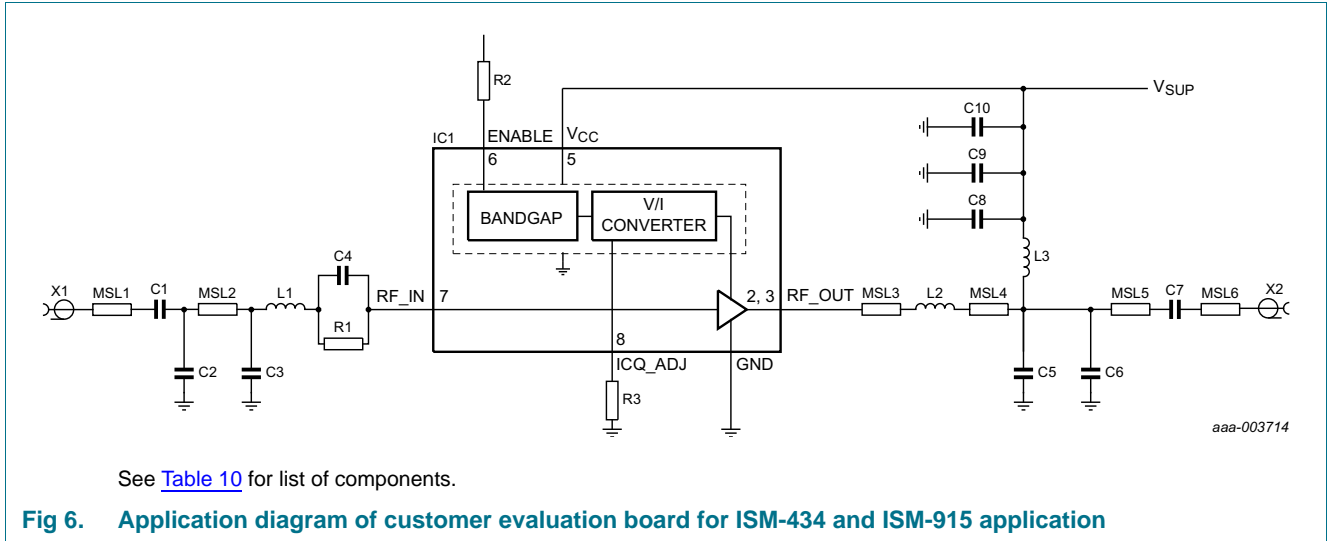 R2
VSUP
C10
IC1
ENABLE
VCC
6
5
C9
C8
BANDGAP
V/I
CONVERTER
L3
X1
MSL1
C1
MSL2
L1
C4
R1
RF_IN
7
2, 3
RF_OUT
MSL3
L2
MSL4
MSL5
C7
MSL6
X2
8
ICQ_ADJ
GND
C2
C3
R3
C5
C6
aaa-003714
See Table 10 for list of components.
Fig 6. Application diagram of customer evaluation board for ISM-434 and ISM-915 application